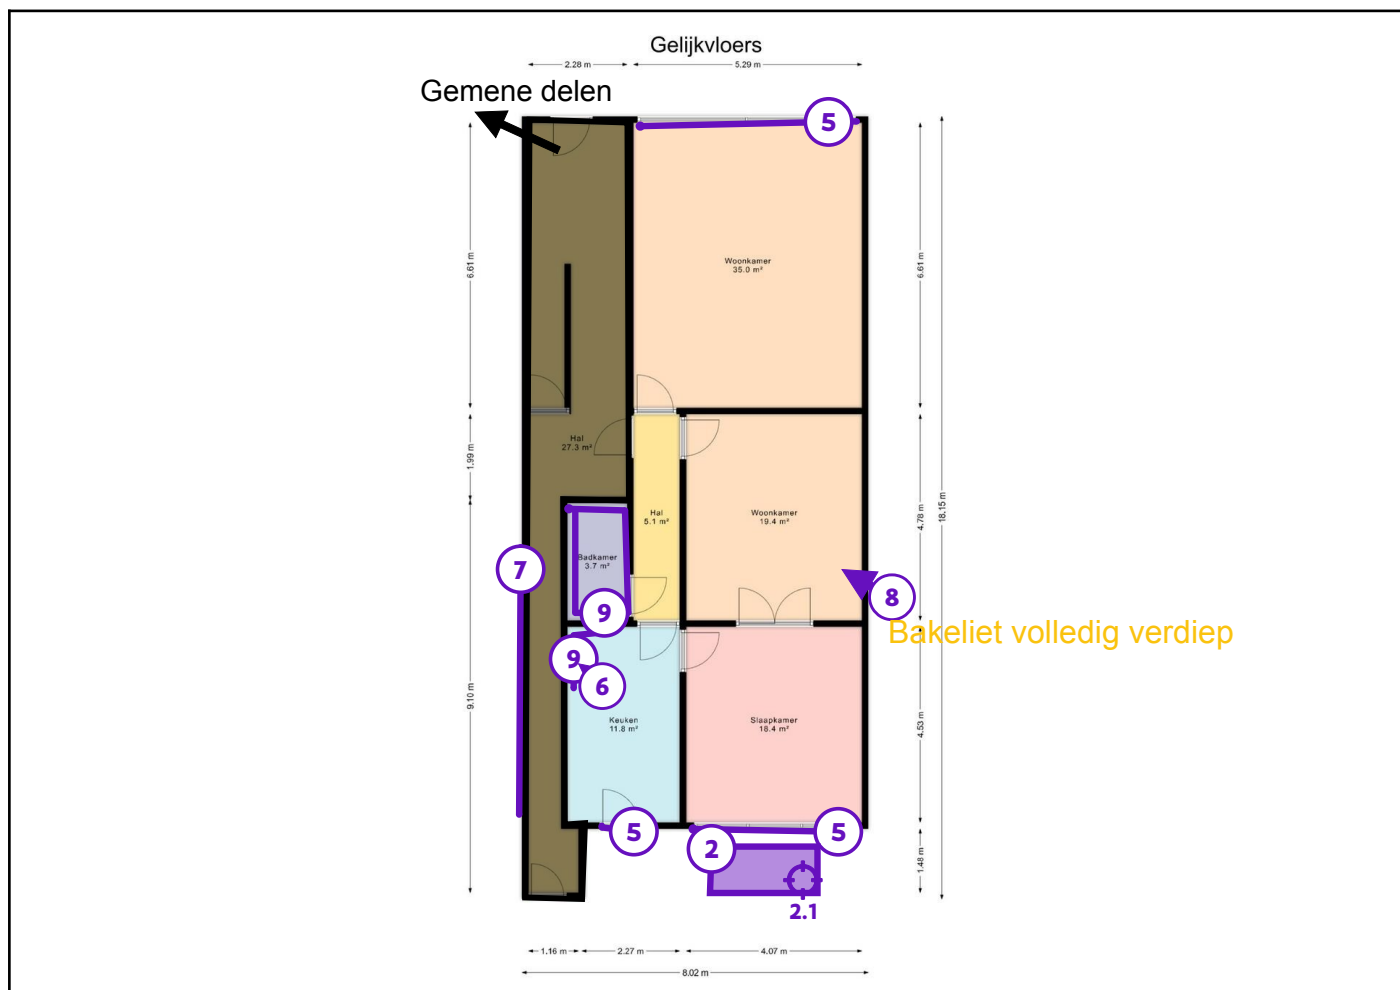 Gelijkvloers
2.28 m
5.29 m
Gemene delen
5
6.61 m
6.61 m
Woonkamer
35.0 m²
Hal
27.3 m²
1.99 m
18.15 m
4.78 m
Hal
5.1 m²
Woonkamer
19.4 m²
Badkamer
3.7 m²
7
8
9
Bakeliet volledig verdiep
9
6
9.10 m
4.53 m
Keuken
11.8 m²
Slaapkamer
18.4 m²
5
5
2
1.48 m
2.1
1.16 m
2.27 m
4.07 m
8.02 m